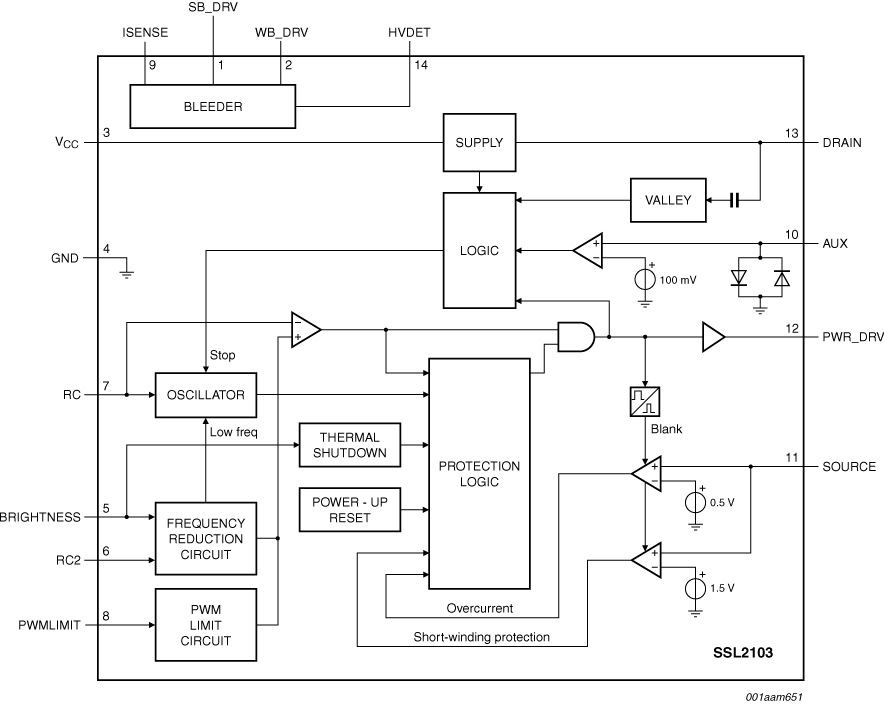 SB_DRV
ISENSE
WB_DRV
HVDET
9
1
2
14
BLEEDER
VCC
3
SUPPLY
13
DRAIN
VALLEY
GND
4
LOGIC
10
AUX
+
−
+
100 mV
−
+
12
PWR_DRV
Stop
RC
7
OSCILLATOR
Low freq
THERMAL
SHUTDOWN
PROTECTION
LOGIC
Blank
11
SOURCE
+
−
+
0.5 V
POWER - UP
RESET
BRIGHTNESS
5
FREQUENCY
REDUCTION
CIRCUIT
RC2
6
+
−
+
1.5 V
PWMLIMIT
8
PWM
LIMIT
CIRCUIT
Overcurrent
Short-winding protection
SSL2103
001aam651